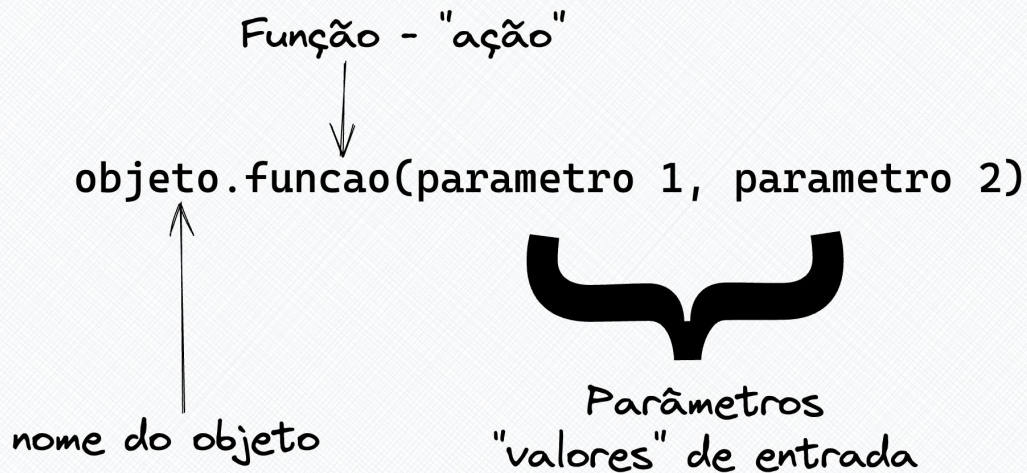 Função - "ação"
objeto.funcao(parametro 1, parametro 2)
nome do objeto
Parâmetros
"valores" de entrada